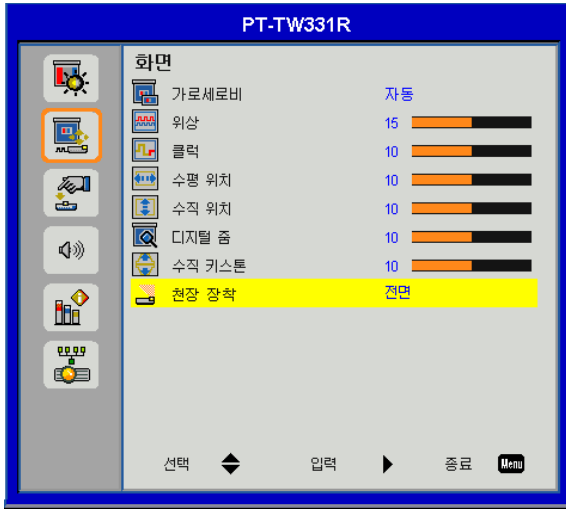 PT-TW331R
화면
가로세로비 자동
위상 15
클럭 10
수평 위치 10
수직 위치 10
디지털 줌 10
수직 키스톤 10
천장 장착 전면
선택 입력 종료 Menu